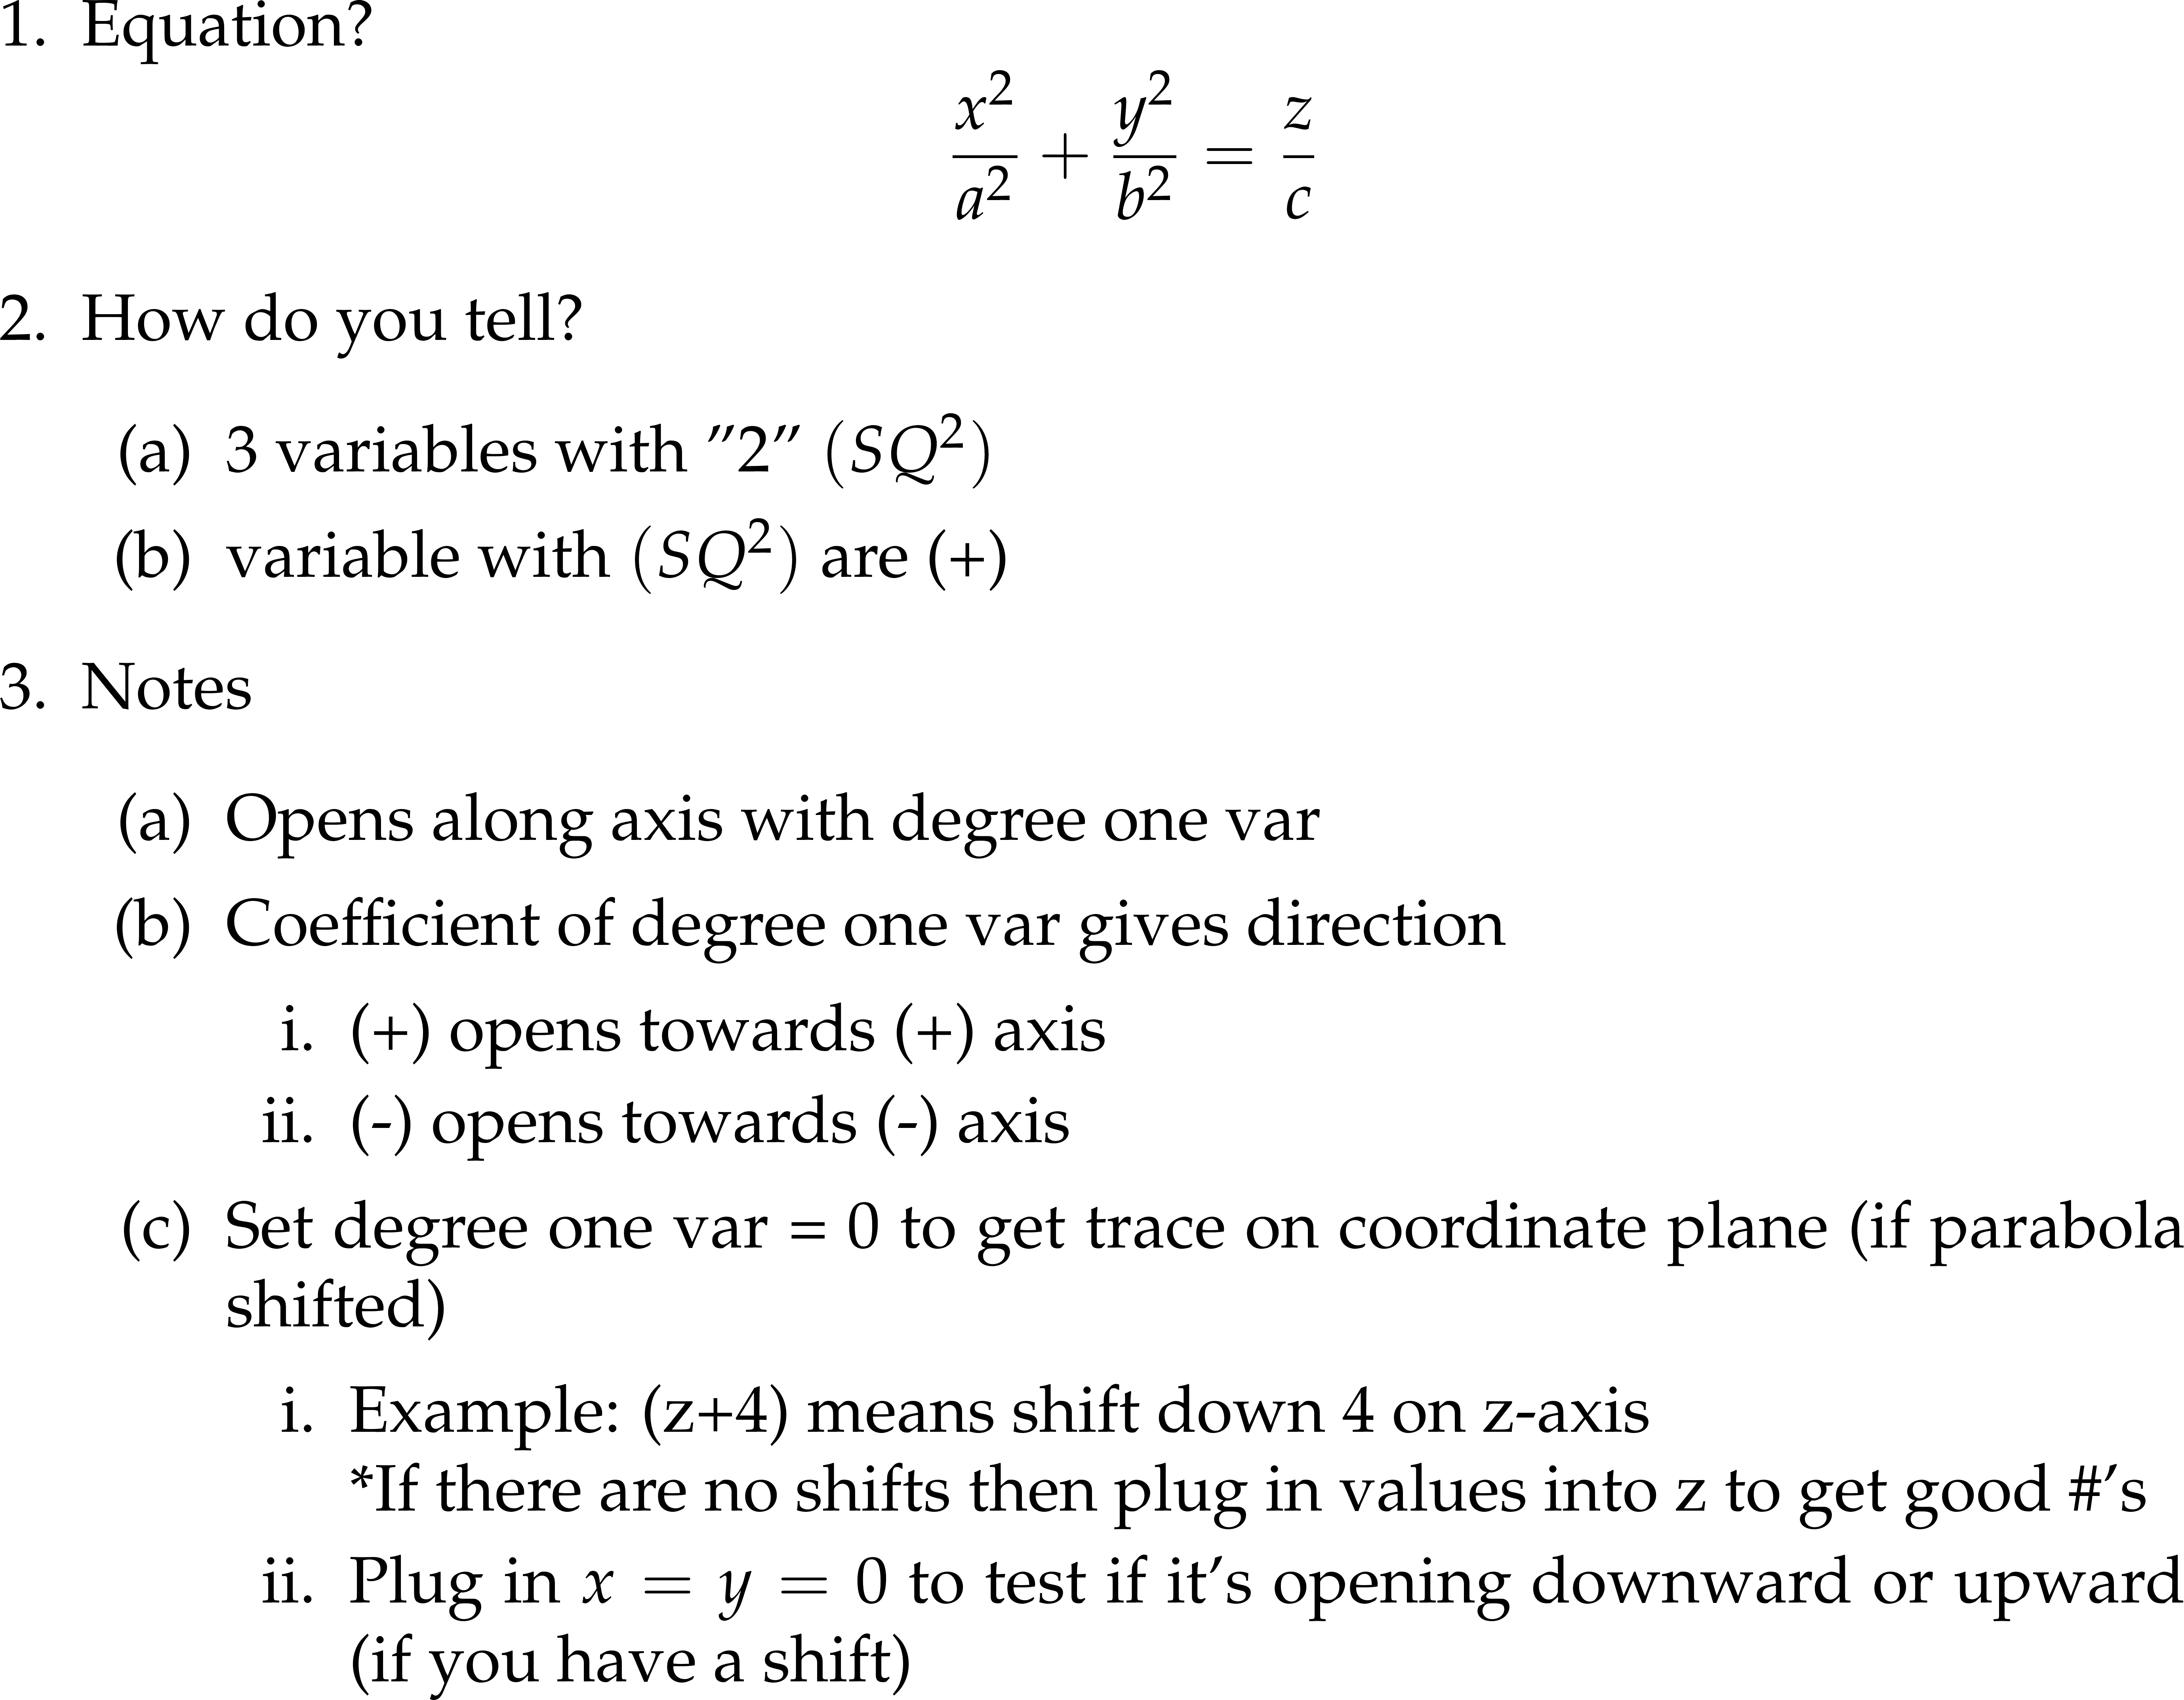 1. Equation?
x²/a² + y²/b² = z/c
2. How do you tell?
(a) 3 variables with ”2” (SQ²)
(b) variable with (SQ²) are (+)
3. Notes
(a) Opens along axis with degree one var
(b) Coefficient of degree one var gives direction
i. (+) opens towards (+) axis
ii. (-) opens towards (-) axis
(c) Set degree one var = 0 to get trace on coordinate plane (if parabola
shifted)
i. Example: (z+4) means shift down 4 on z-axis
*If there are no shifts then plug in values into z to get good #’s
ii. Plug in x = y = 0 to test if it’s opening downward or upward
(if you have a shift)